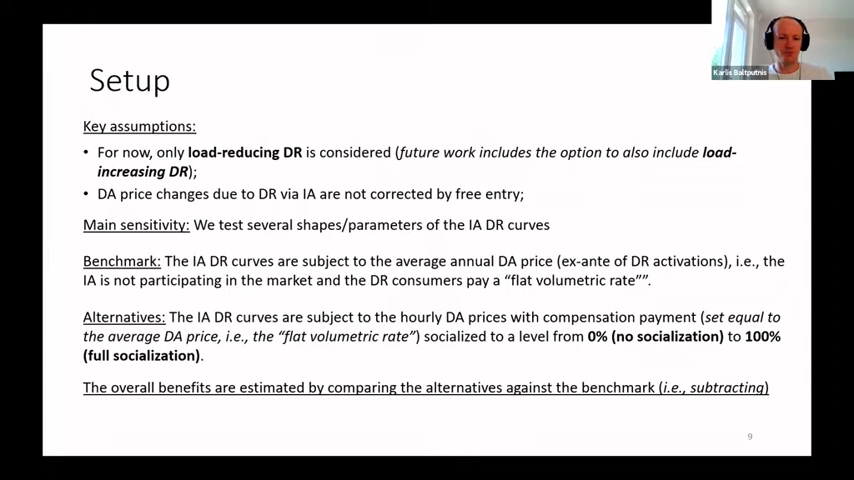 Karlis Baltputnis
Setup
Key assumptions:
• For now, only load-reducing DR is considered (future work includes the option to also include load-
increasing DR);
• DA price changes due to DR via IA are not corrected by free entry;
Main sensitivity: We test several shapes/parameters of the IA DR curves
Benchmark: The IA DR curves are subject to the average annual DA price (ex-ante of DR activations), i.e., the
IA is not participating in the market and the DR consumers pay a “flat volumetric rate””.
Alternatives: The IA DR curves are subject to the hourly DA prices with compensation payment (set equal to
the average DA price, i.e., the “flat volumetric rate”) socialized to a level from 0% (no socialization) to 100%
(full socialization).
The overall benefits are estimated by comparing the alternatives against the benchmark (i.e., subtracting)
9